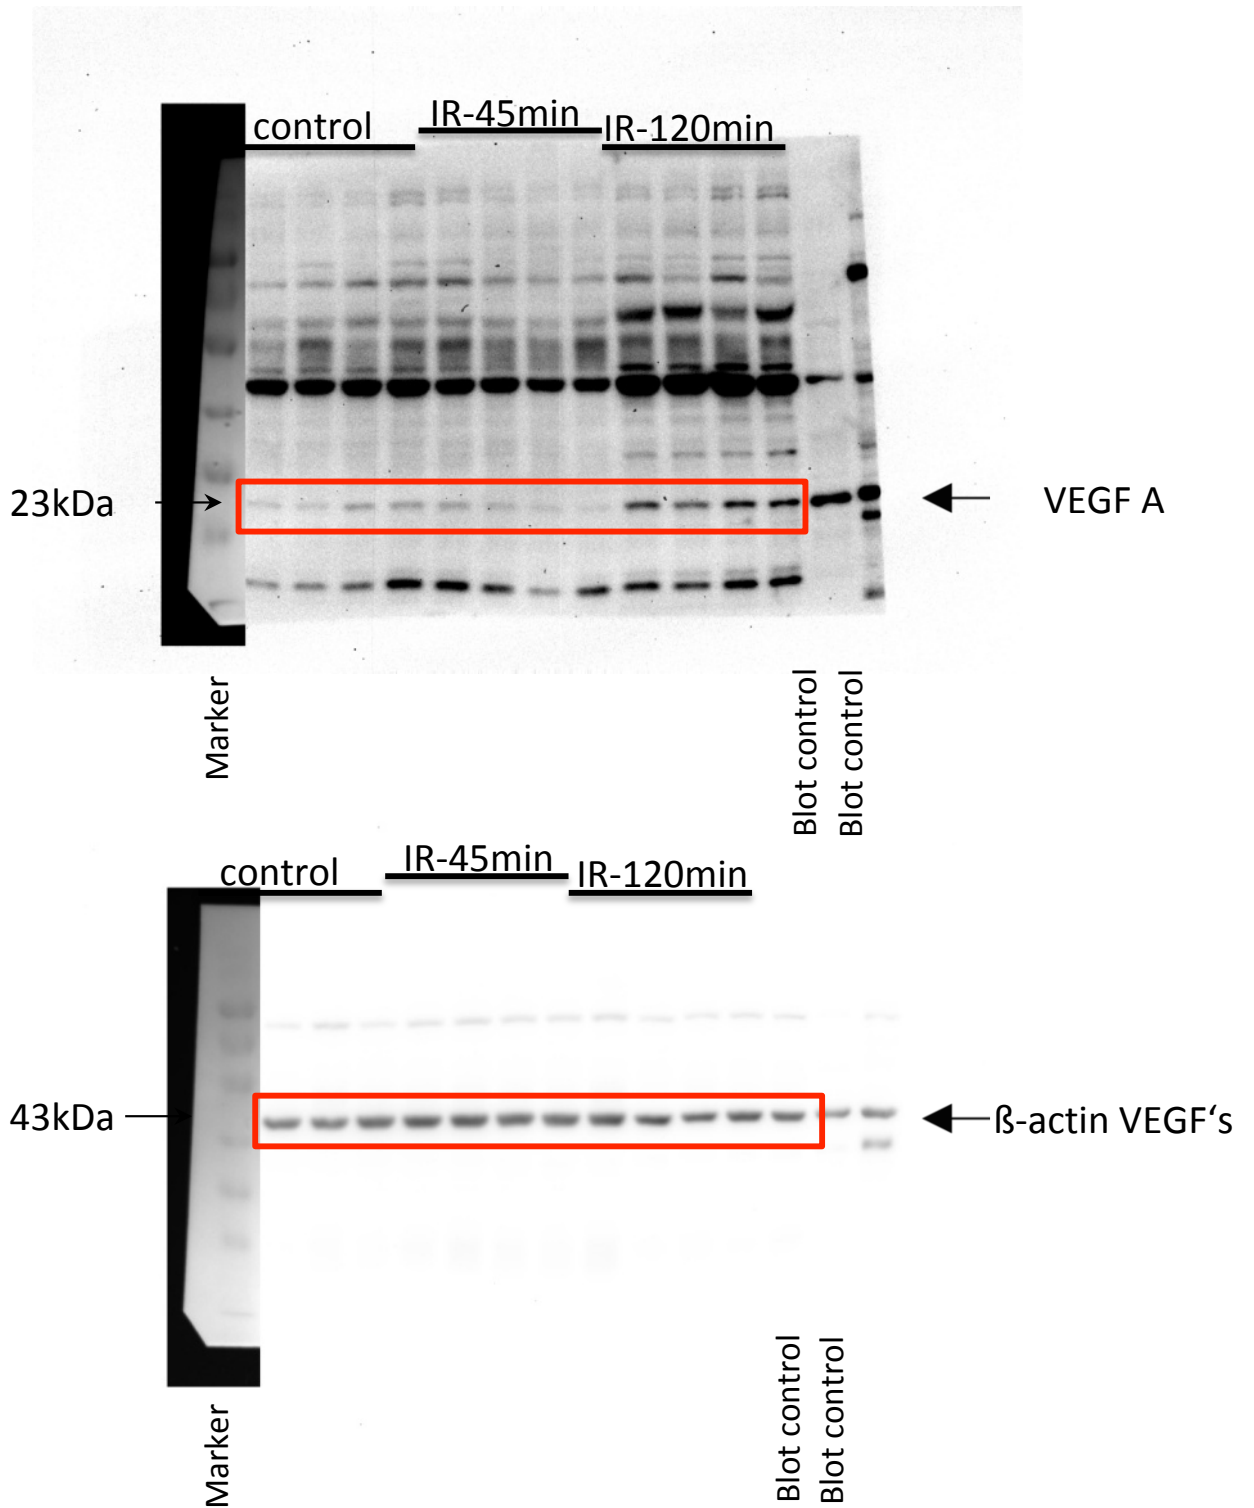 control
IR-45min
IR-120min
23kDa
VEGF A
Marker
Blot control
Blot control
control
IR-45min
IR-120min
43kDa
ß-actin VEGF‘s
Marker
Blot control
Blot control